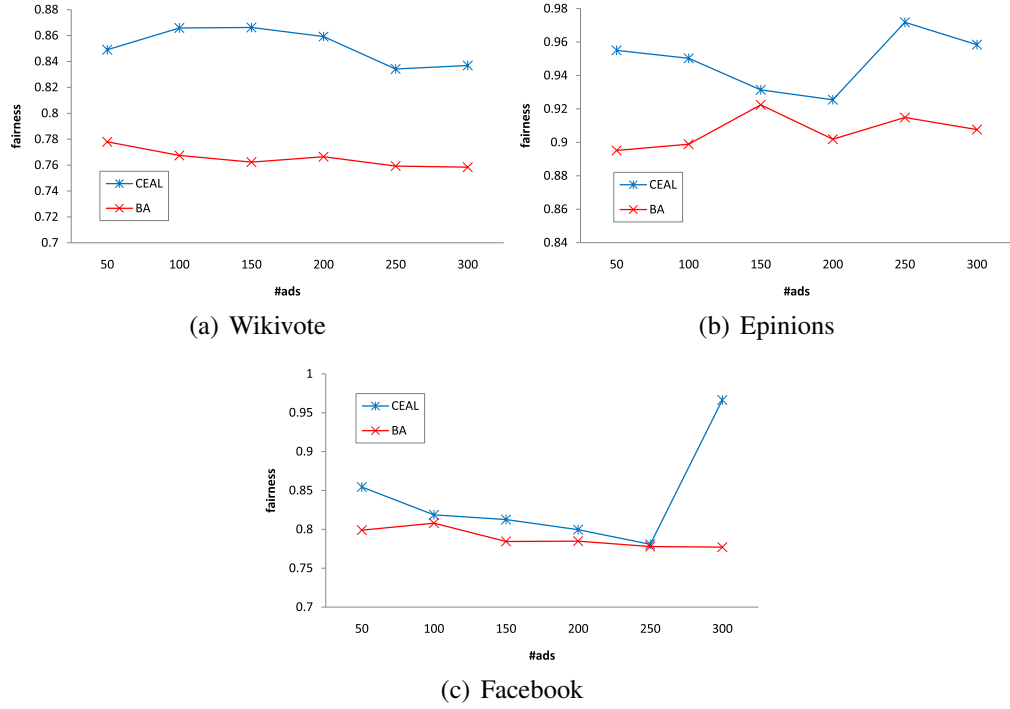 0.88
0.86
0.84
0.82
0.8
0.78
0.76
0.74
0.72
0.7
fairness
CEAL
BA
50 100 150 200 250 300
#ads
(a) Wikivote
0.98
0.96
0.94
0.92
0.9
0.88
0.86
0.84
fairness
CEAL
BA
50 100 150 200 250 300
#ads
(b) Epinions
1
0.95
0.9
0.85
0.8
0.75
0.7
fairness
CEAL
BA
50 100 150 200 250 300
#ads
(c) Facebook